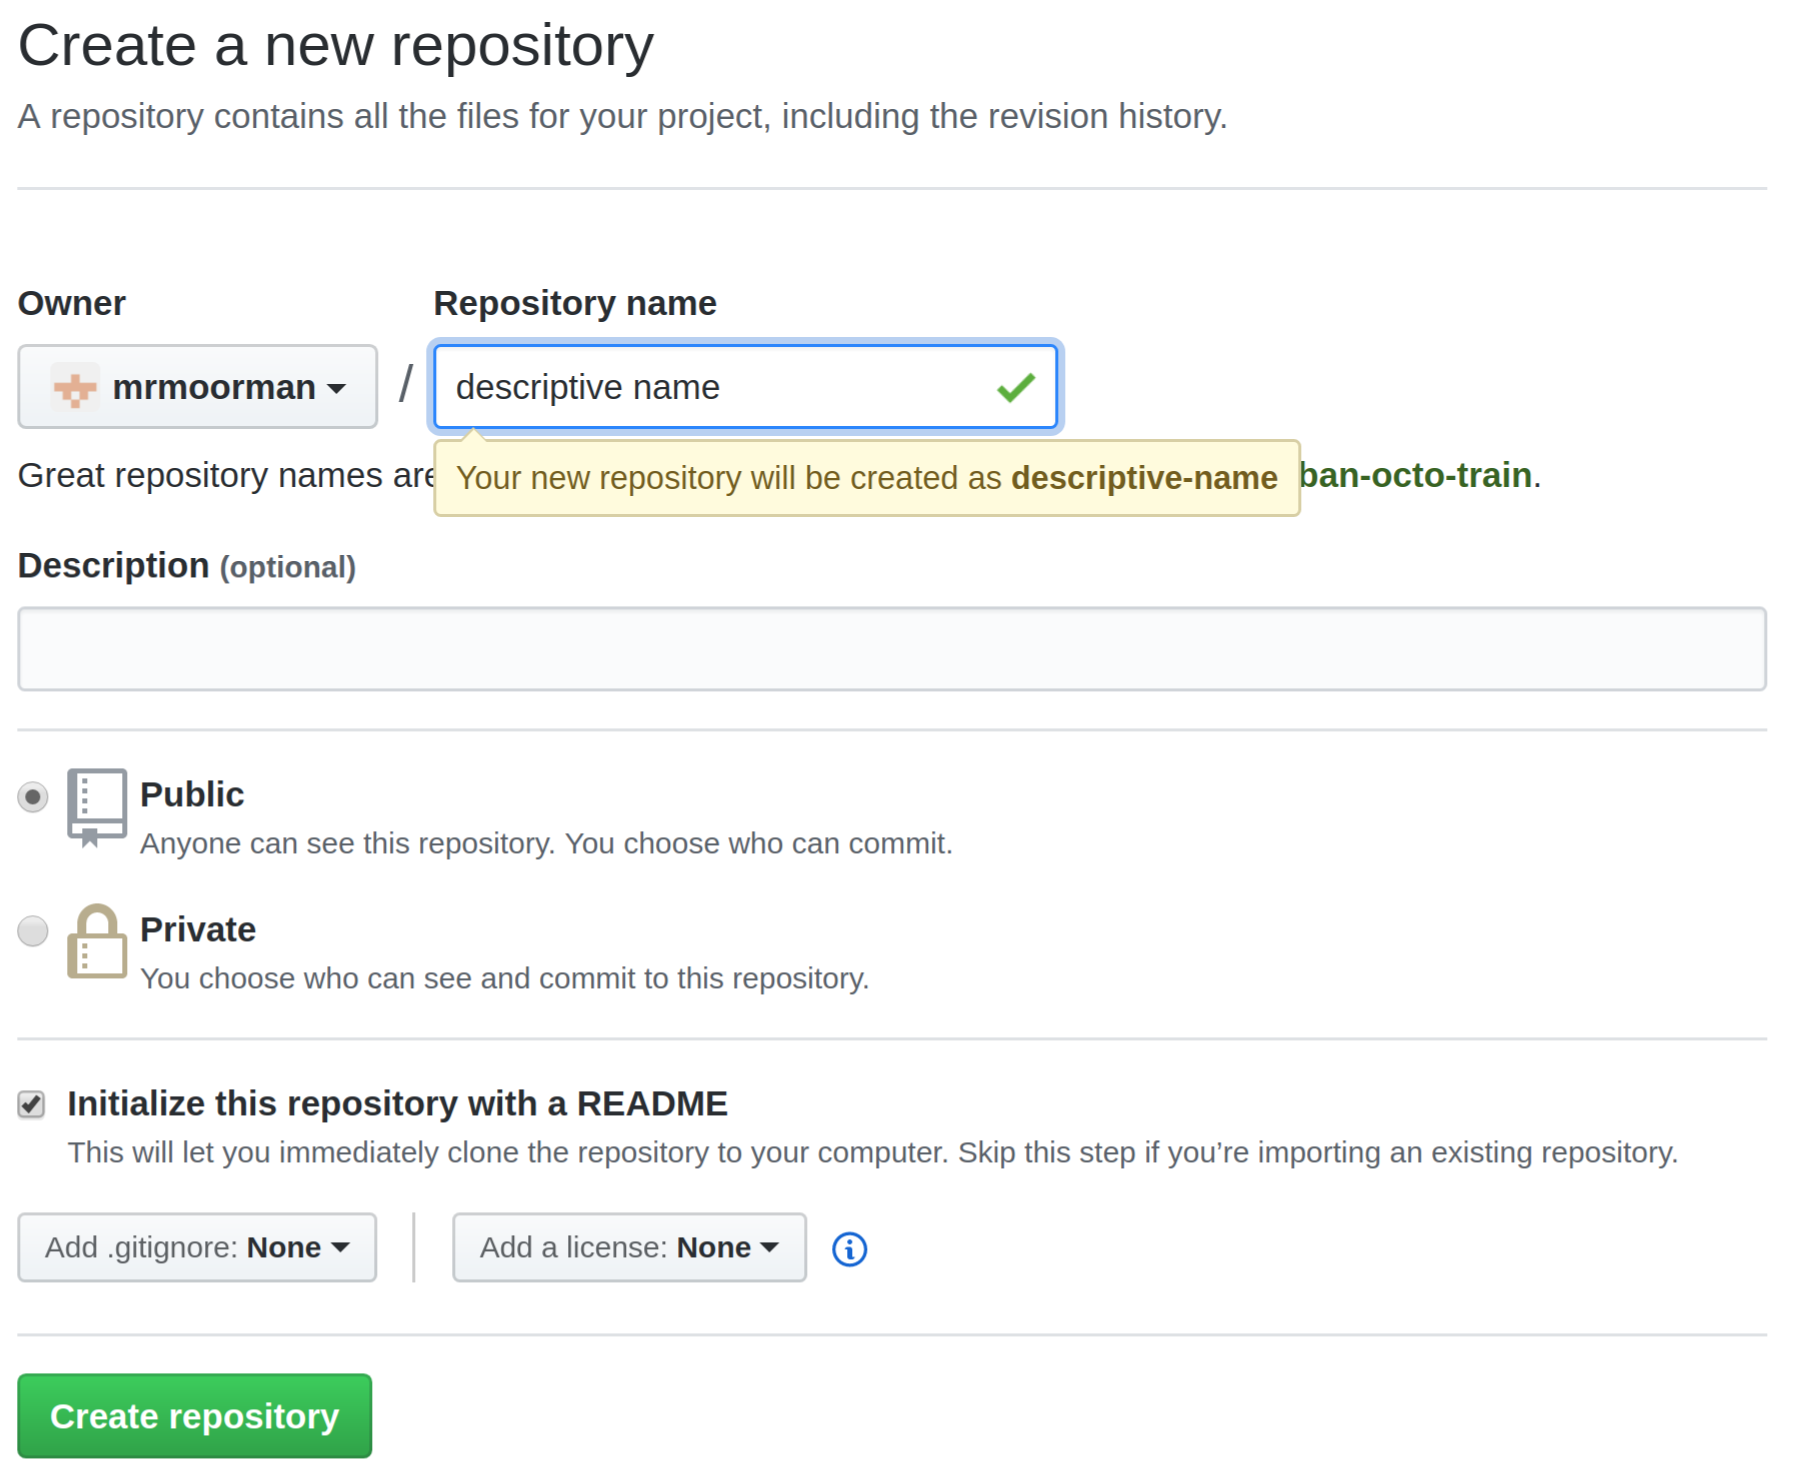 Create a new repository
A repository contains all the files for your project, including the revision history.
Owner
Repository name
mrmoorman / descriptive name
Great repository names are
Your new repository will be created as descriptive-name
ban-octo-train.
Description (optional)
Public
Anyone can see this repository. You choose who can commit.
Private
You choose who can see and commit to this repository.
Initialize this repository with a README
This will let you immediately clone the repository to your computer. Skip this step if you’re importing an existing repository.
Add .gitignore: None
Add a license: None
Create repository